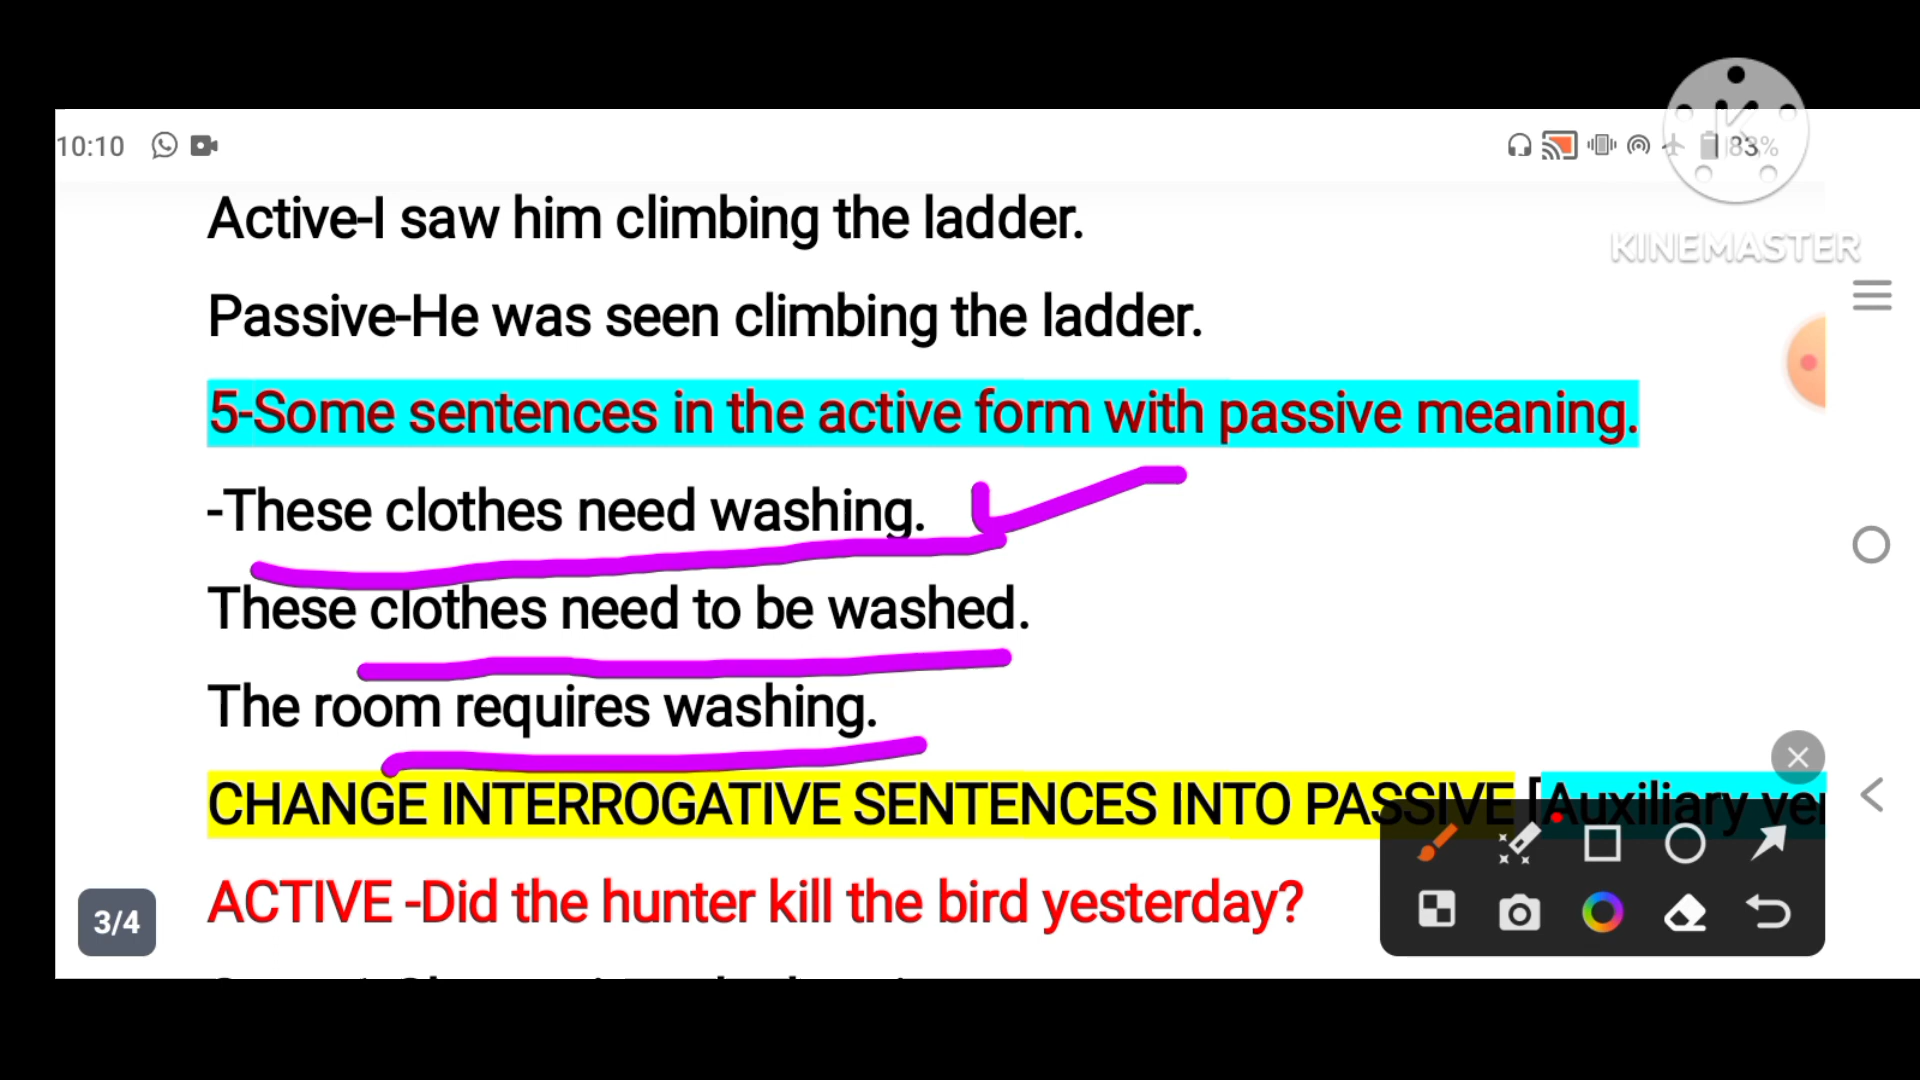 10:10 83%
KINEMASTER
Active-I saw him climbing the ladder.
Passive-He was seen climbing the ladder.
5-Some sentences in the active form with passive meaning.
-These clothes need washing.
These clothes need to be washed.
The room requires washing.
CHANGE INTERROGATIVE SENTENCES INTO PASSIVE [Auxiliary ver
ACTIVE -Did the hunter kill the bird yesterday?
3/4